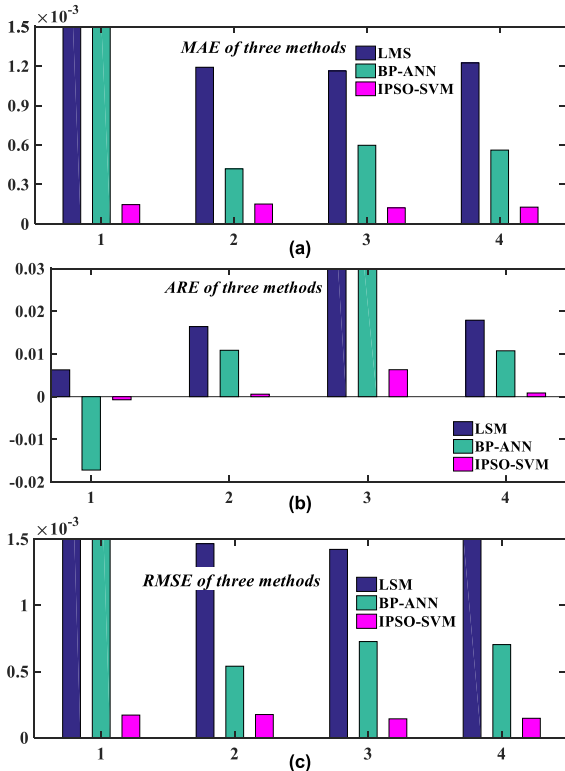 ×10⁻³
MAE of three methods
LMS
BP-ANN
IPSO-SVM
1.5
1.2
0.9
0.6
0.3
0
1 2 3 4
(a)
ARE of three methods
0.03
0.02
0.01
0
-0.01
-0.02
LSM
BP-ANN
IPSO-SVM
1 2 3 4
(b)
×10⁻³
RMSE of three methods
LSM
BP-ANN
IPSO-SVM
1.5
1
0.5
0
1 2 3 4
(c)